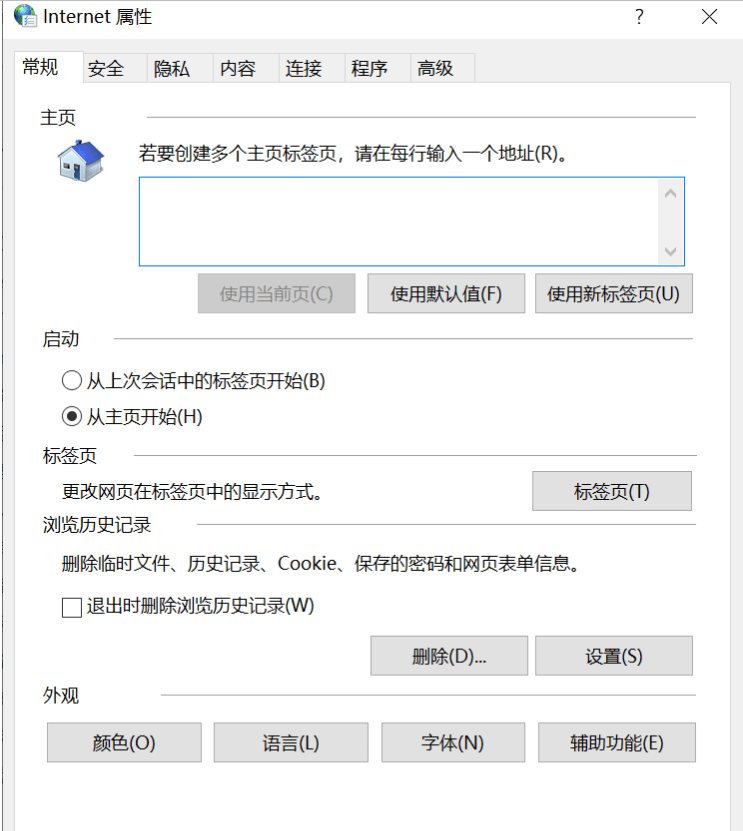 Internet 属性
常规 安全 隐私 内容 连接 程序 高级
主页
若要创建多个主页标签页，请在每行输入一个地址(R)。
使用当前页(C) 使用默认值(F) 使用新标签页(U)
启动
从上次会话中的标签页开始(B)
从主页开始(H)
标签页
更改网页在标签页中的显示方式。 标签页(T)
浏览历史记录
删除临时文件、历史记录、Cookie、保存的密码和网页表单信息。
退出时删除浏览历史记录(W)
删除(D)... 设置(S)
外观
颜色(O) 语言(L) 字体(N) 辅助功能(E)